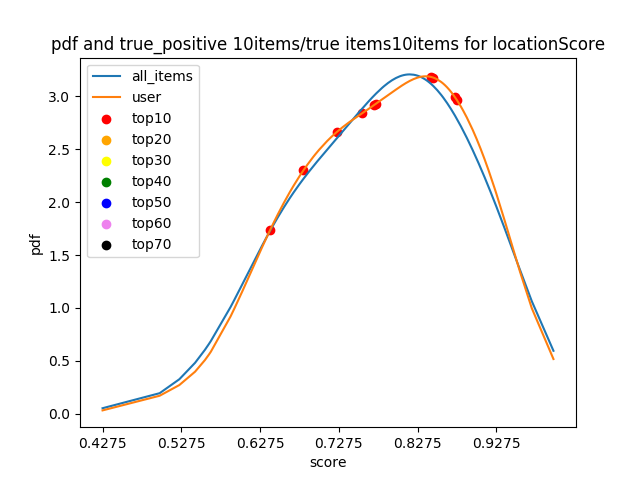 pdf and true_positive 10items/true items10items for locationScore
all_items
user
top10
top20
top30
top40
top50
top60
top70
pdf
3.0
2.5
2.0
1.5
1.0
0.5
0.0
0.4275 0.5275 0.6275 0.7275 0.8275 0.9275
score